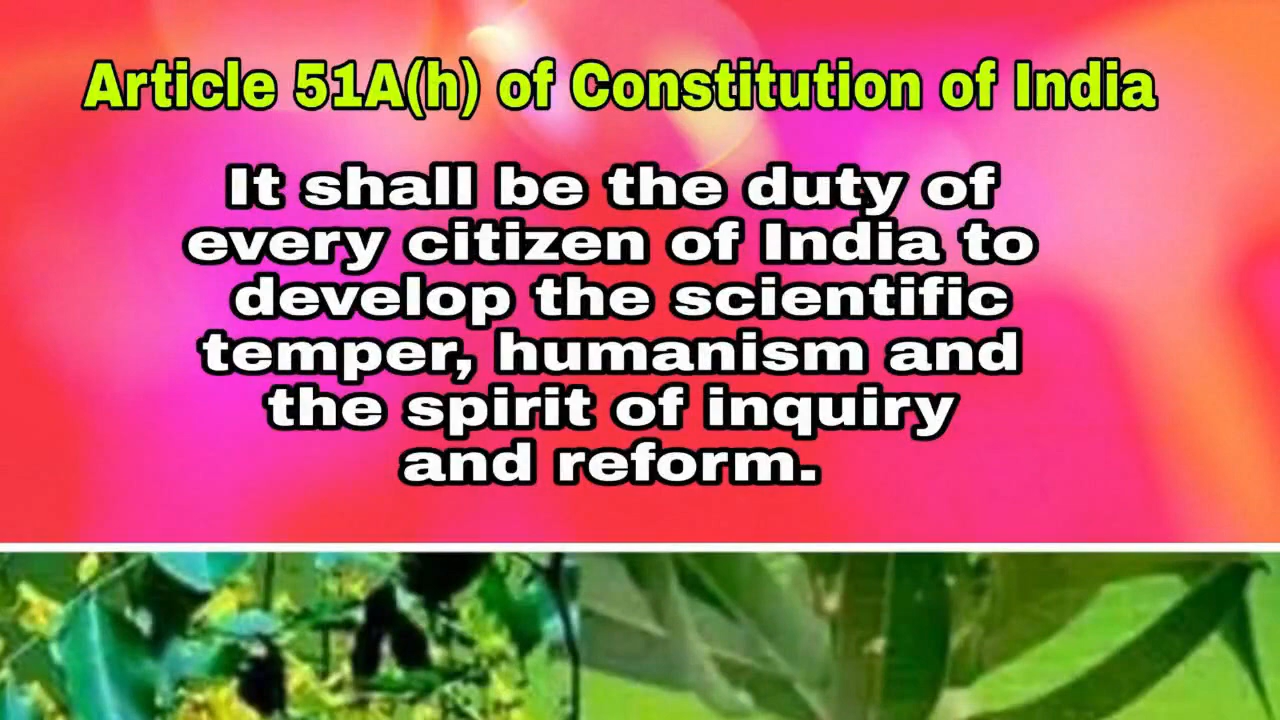 Article 51A(h) of Constitution of India
It shall be the duty of
every citizen of India to
develop the scientific
temper, humanism and
the spirit of inquiry
and reform.